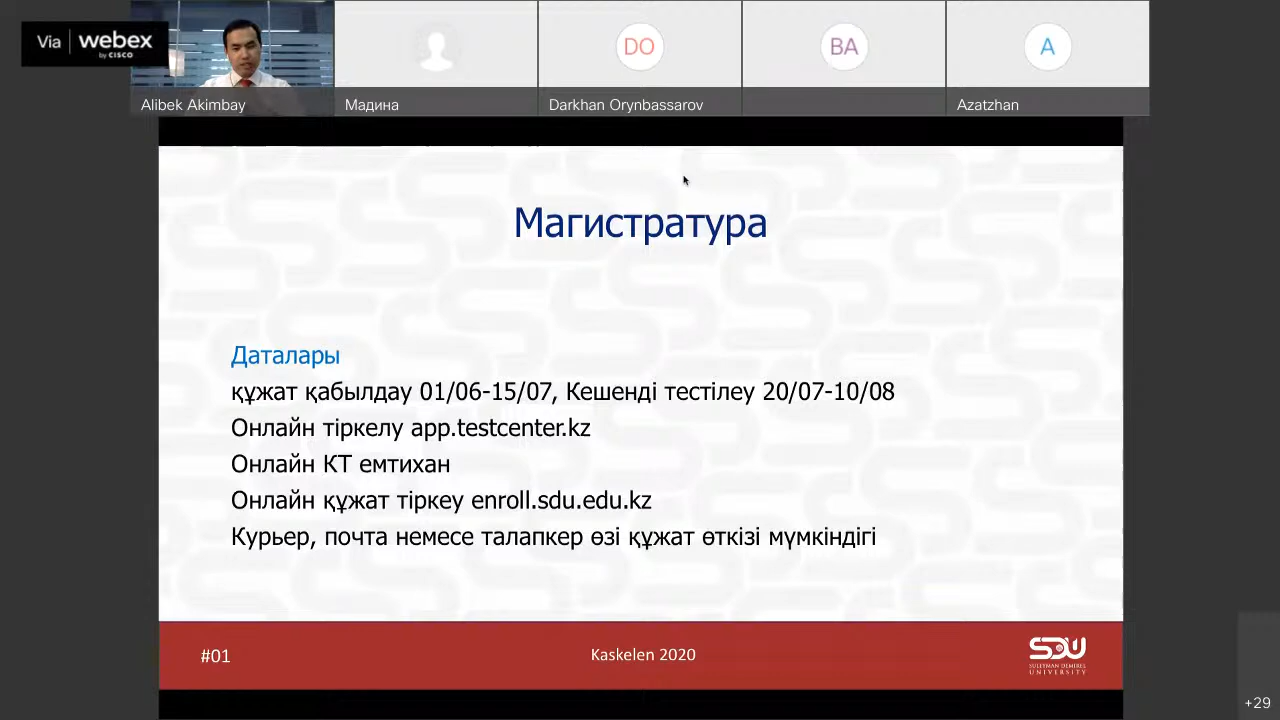 Via webex
by CISCO
DO
BA
A
Alibek Akimbay
Мадина
Darkhan Orynbassarov
Azatzhan
Магистратура
Даталары
құжат қабылдау 01/06-15/07, Кешенді тестілеу 20/07-10/08
Онлайн тіркелу app.testcenter.kz
Онлайн КТ емтихан
Онлайн құжат тіркеу enroll.sdu.edu.kz
Курьер, почта немесе талапкер өзі құжат өткізі мүмкіндігі
#01
Kaskelen 2020
SDU
SULEYMAN DEMIREL
UNIVERSITY
+29